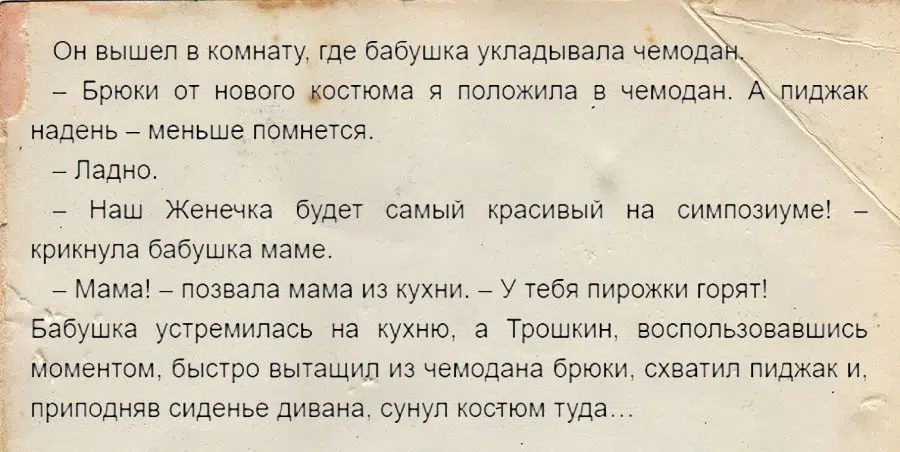 Он вышел в комнату, где бабушка укладывала чемодан.
– Брюки от нового костюма я положила в чемодан. А пиджак
надень – меньше помнется.
– Ладно.
– Наш Женечка будет самый красивый на симпозиуме! –
крикнула бабушка маме.
– Мама! – позвала мама из кухни. – У тебя пирожки горят!
Бабушка устремилась на кухню, а Трошкин, воспользовавшись
моментом, быстро вытащил из чемодана брюки, схватил пиджак и,
приподняв сиденье дивана, сунул костюм туда…